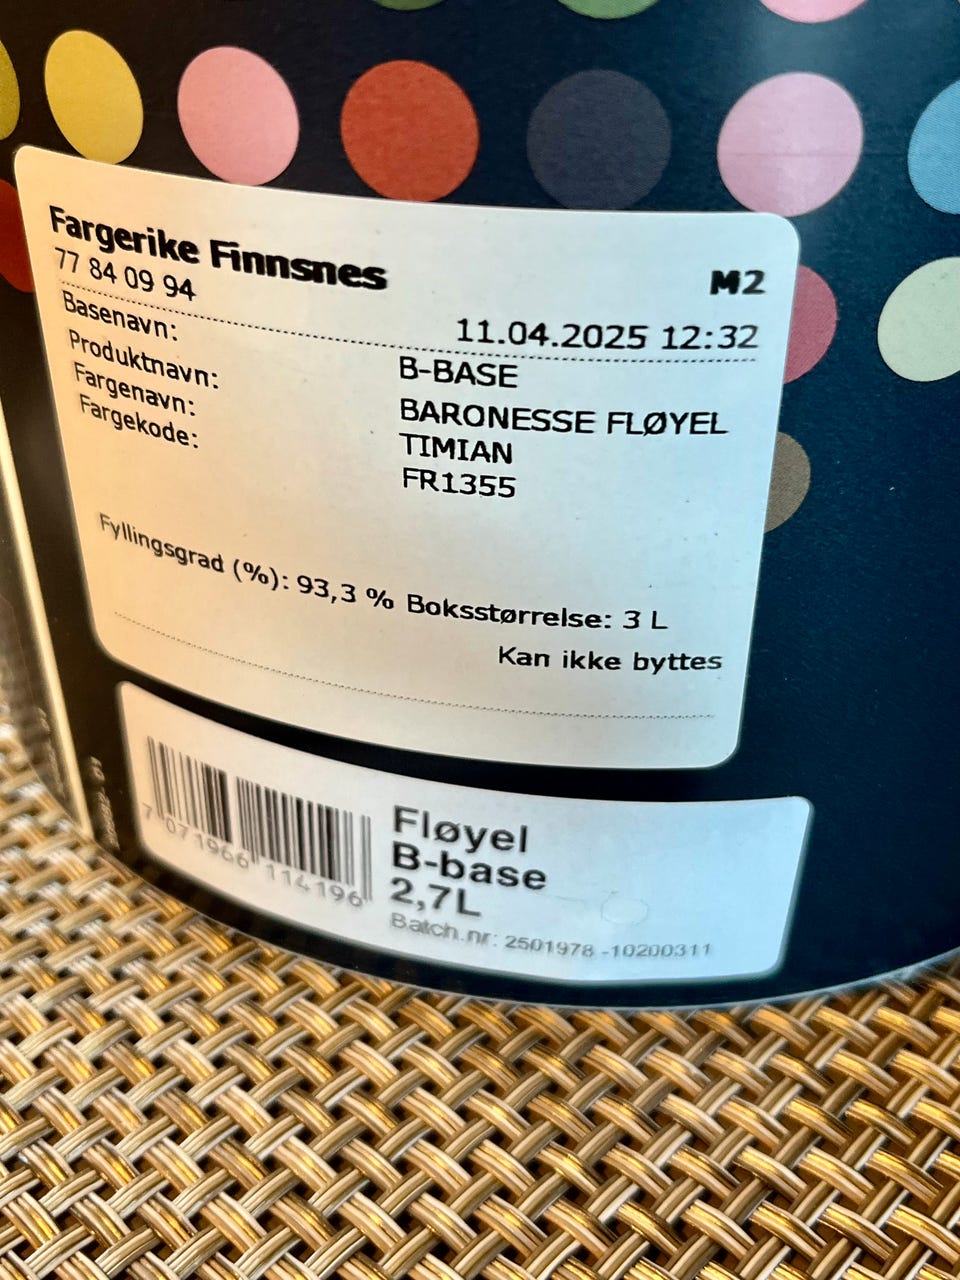 Fargerike Finnsnes
77 84 09 94
M2
11.04.2025 12:32
Basenavn: B-BASE
Produktnavn: BARONESSE FLØYEL
Fargenavn: TIMIAN
Fargekode: FR1355
Fyllingsgrad (%): 93,3 % Boksstørrelse: 3 L
Kan ikke byttes
Fløyel
B-base
2,7L
Batch.nr: 2501978 -10200311
7 071966 114196